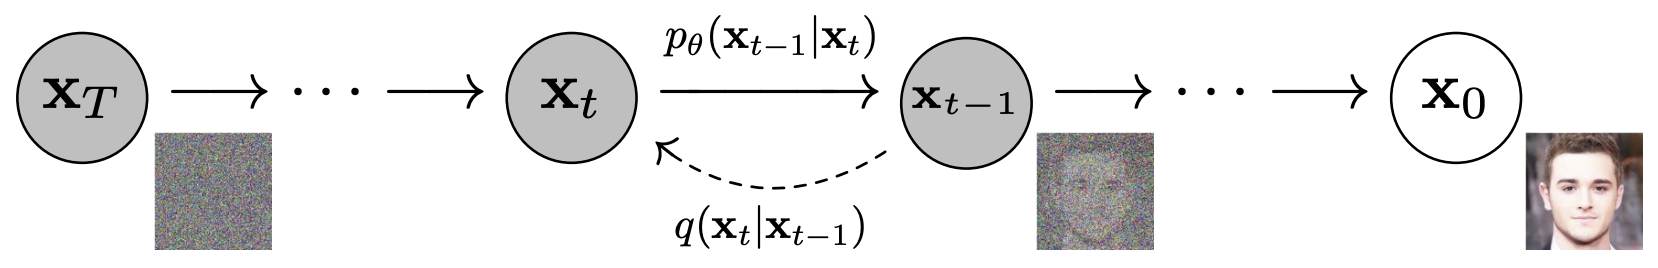 p_θ(x_{t−1}|x_t)
x_T ⟶ ··· ⟶ x_t ⟶ x_{t−1} ⟶ ··· ⟶ x_0
q(x_t|x_{t−1})